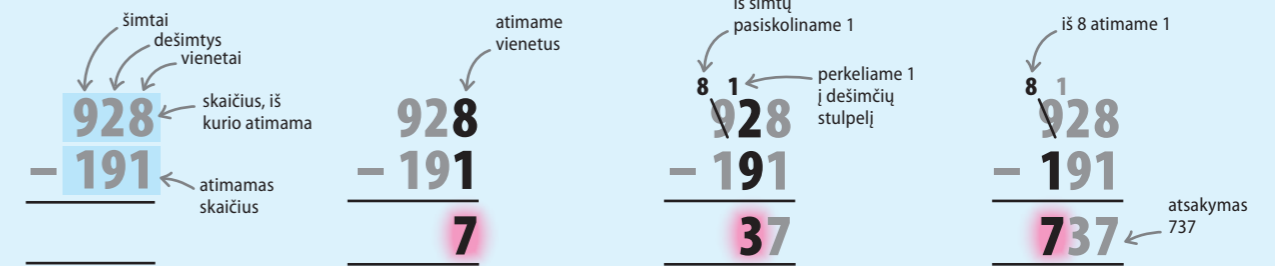 šimtai
dešimtys
vienetai
928
skaičius, iš
kurio atimama
– 191
atimamas
skaičius
atimame
vienetus
928
– 191
7
iš šimtų
pasiskoliname 1
8 1
perkeliame 1
į dešimčių
stulpelį
928
– 191
37
iš 8 atimame 1
8 1
928
– 191
737
atsakymas
737